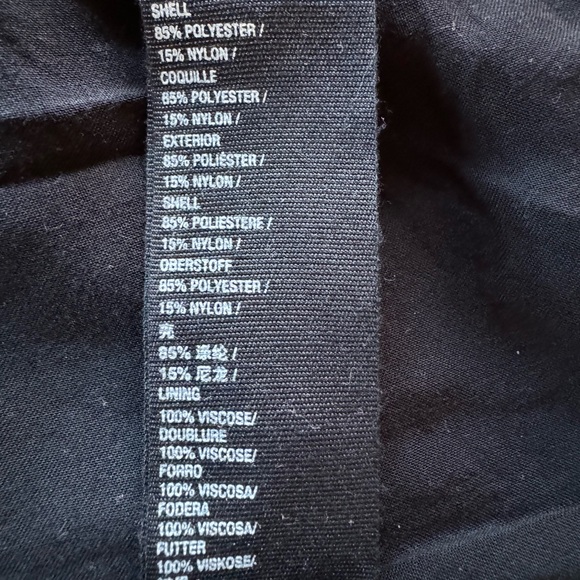 SHELL
85% POLYESTER /
15% NYLON /
COQUILLE
85% POLYESTER /
15% NYLON /
EXTERIOR
85% POLIÉSTER /
15% NYLON /
SHELL
85% POLIESTERE /
15% NYLON /
OBERSTOFF
85% POLYESTER /
15% NYLON /
壳
85% 涤纶 /
15% 尼龙 /
LINING
100% VISCOSE/
DOUBLURE
100% VISCOSE/
FORRO
100% VISCOSA/
FODERA
100% VISCOSA/
FUTTER
100% VISKOSE/